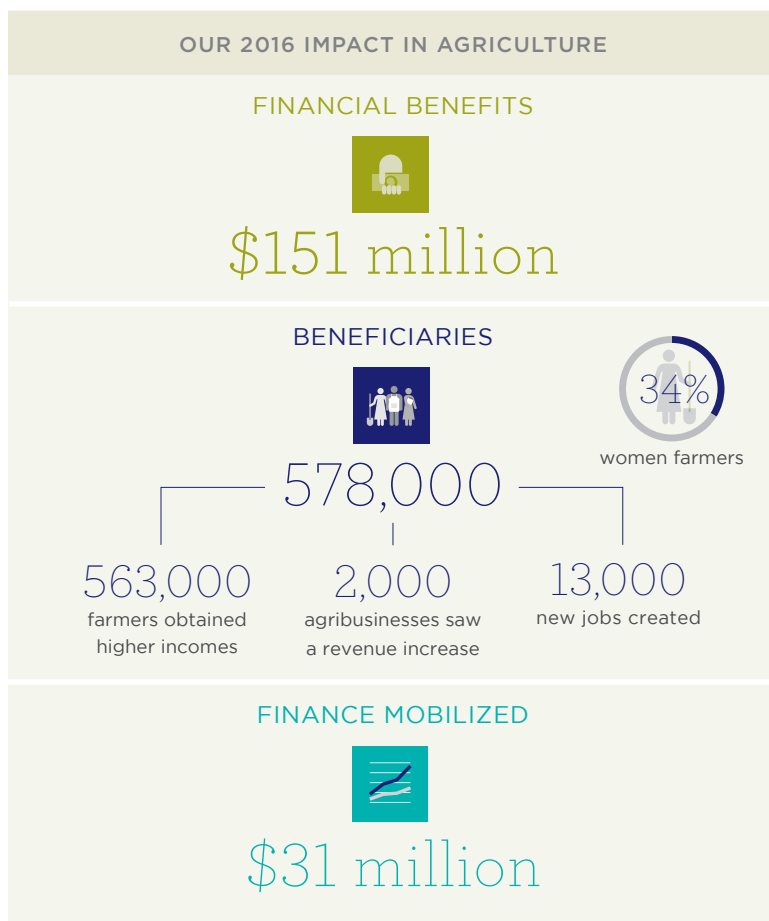 OUR 2016 IMPACT IN AGRICULTURE
FINANCIAL BENEFITS
$151 million
BENEFICIARIES
34%
women farmers
578,000
563,000
farmers obtained
higher incomes
2,000
agribusinesses saw
a revenue increase
13,000
new jobs created
FINANCE MOBILIZED
$31 million